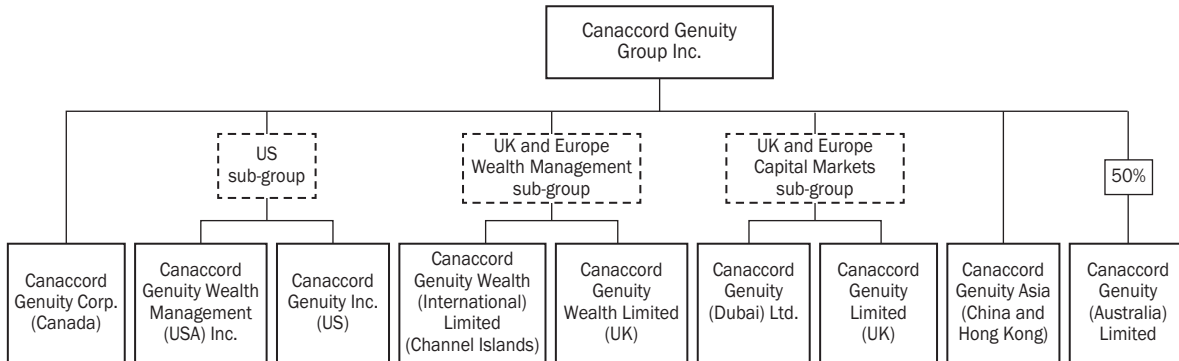 Canaccord Genuity
Group Inc.
US
sub-group
UK and Europe
Wealth Management
sub-group
UK and Europe
Capital Markets
sub-group
50%
Canaccord
Genuity Corp.
(Canada)
Canaccord
Genuity Wealth
Management
(USA) Inc.
Canaccord
Genuity Inc.
(US)
Canaccord
Genuity Wealth
(International)
Limited
(Channel Islands)
Canaccord
Genuity
Wealth Limited
(UK)
Canaccord
Genuity
(Dubai) Ltd.
Canaccord
Genuity
Limited
(UK)
Canaccord
Genuity Asia
(China and
Hong Kong)
Canaccord
Genuity
(Australia)
Limited